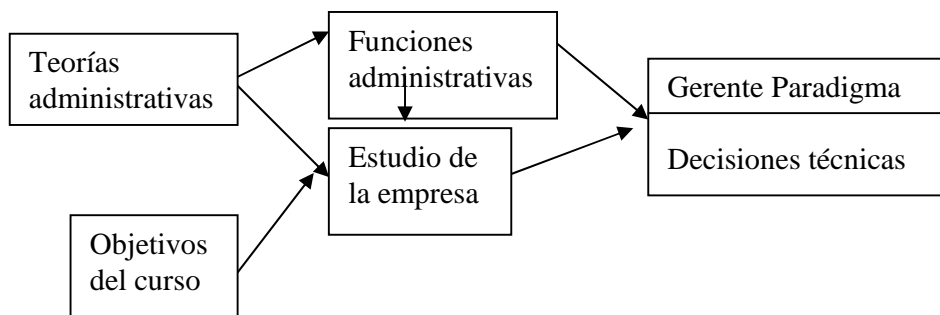 Teorías
administrativas
Funciones
administrativas
Estudio de
la empresa
Objetivos
del curso
Gerente Paradigma
Decisiones técnicas